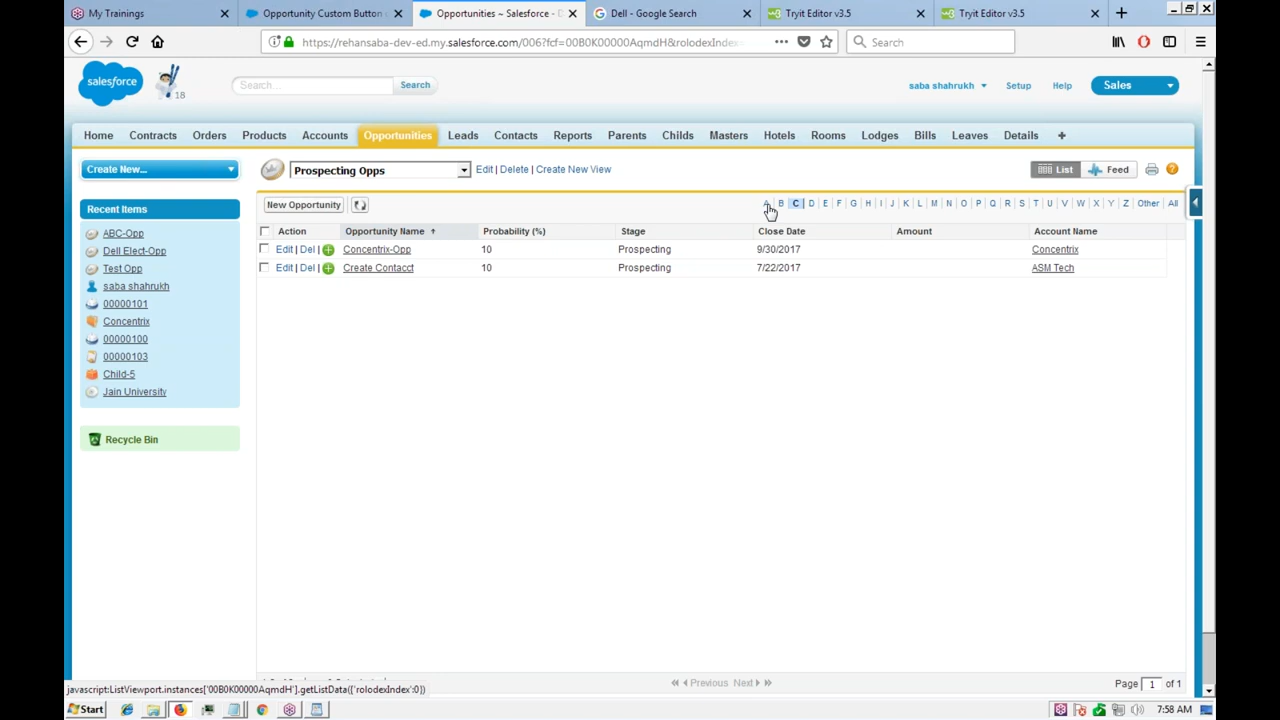 My Trainings
Opportunity Custom Button
Opportunities ~ Salesforce - D
Dell - Google Search
Tryit Editor v3.5
Tryit Editor v3.5
https://rehansaba-dev-ed.my.salesforce.com/006?fcf=00B0K00000AqmdH&rolodexInde
Search
salesforce
18
Search...
Search
saba shahrukh
Setup
Help
Sales
Home Contracts Orders Products Accounts Opportunities Leads Contacts Reports Parents Childs Masters Hotels Rooms Lodges Bills Leaves Details
Create New...
Prospecting Opps
Edit | Delete | Create New View
List
Feed
Recent Items
ABC-Opp
Dell Elect-Opp
Test Opp
saba shahrukh
00000101
Concentrix
00000100
00000103
Child-5
Jain University
Recycle Bin
New Opportunity
A B C D E F G H I J K L M N O P Q R S T U V W X Y Z Other All
Action Opportunity Name Probability (%) Stage Close Date Amount Account Name
Edit | Del | Concentrix-Opp 10 Prospecting 9/30/2017 Concentrix
Edit | Del | Create Contacct 10 Prospecting 7/22/2017 ASM Tech
Previous Next
Page 1 of 1
javascript:ListViewport.instances['00B0K00000AqmdH'].getListData({'rolodexIndex':0})
Start
7:58 AM